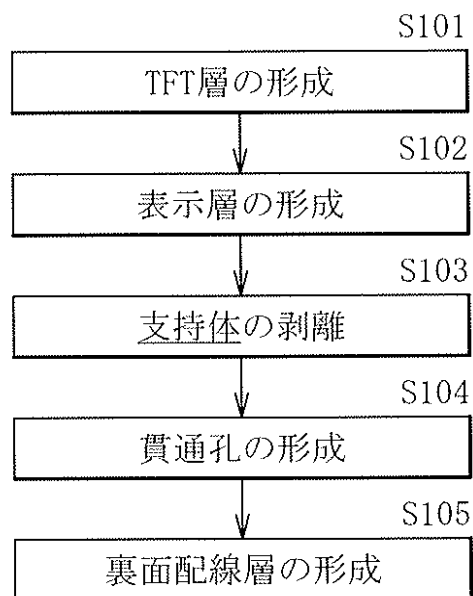 S101
TFT層の形成
S102
表示層の形成
S103
支持体の剥離
S104
貫通孔の形成
S105
裏面配線層の形成